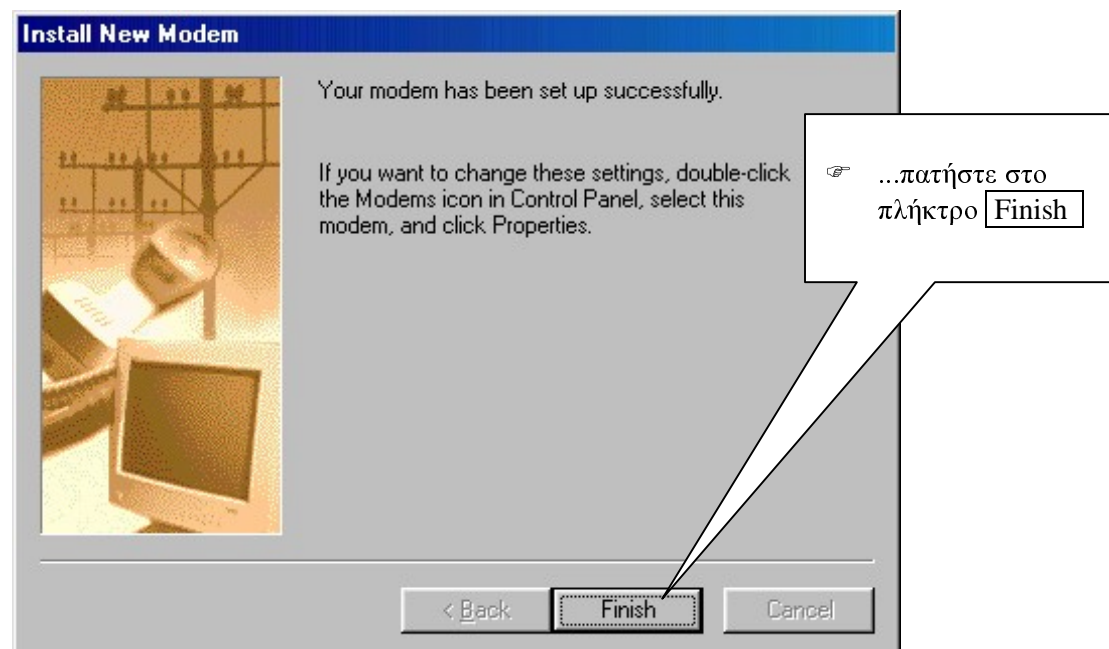 Install New Modem
Your modem has been set up successfully.
If you want to change these settings, double-click
the Modems icon in Control Panel, select this
modem, and click Properties.
☞ ...πατήστε στο
πλήκτρο Finish
< Back
Finish
Cancel